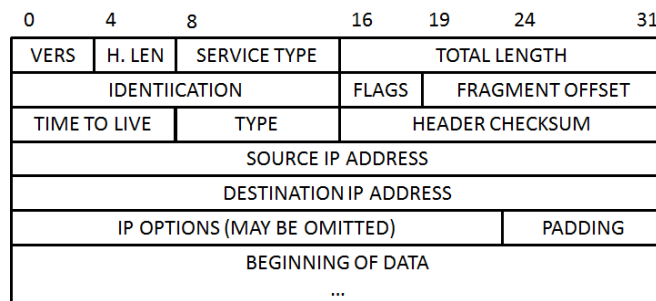 0 4 8 16 19 24 31
VERS H. LEN SERVICE TYPE TOTAL LENGTH
IDENTIICATION FLAGS FRAGMENT OFFSET
TIME TO LIVE TYPE HEADER CHECKSUM
SOURCE IP ADDRESS
DESTINATION IP ADDRESS
IP OPTIONS (MAY BE OMITTED) PADDING
BEGINNING OF DATA
...